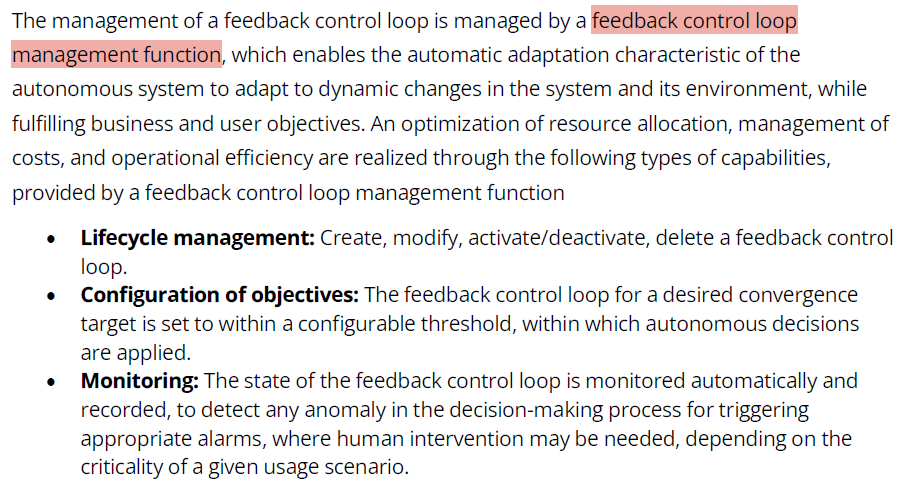 The management of a feedback control loop is managed by a feedback control loop
management function, which enables the automatic adaptation characteristic of the
autonomous system to adapt to dynamic changes in the system and its environment, while
fulfilling business and user objectives. An optimization of resource allocation, management of
costs, and operational efficiency are realized through the following types of capabilities,
provided by a feedback control loop management function
• Lifecycle management: Create, modify, activate/deactivate, delete a feedback control
loop.
• Configuration of objectives: The feedback control loop for a desired convergence
target is set to within a configurable threshold, within which autonomous decisions
are applied.
• Monitoring: The state of the feedback control loop is monitored automatically and
recorded, to detect any anomaly in the decision-making process for triggering
appropriate alarms, where human intervention may be needed, depending on the
criticality of a given usage scenario.